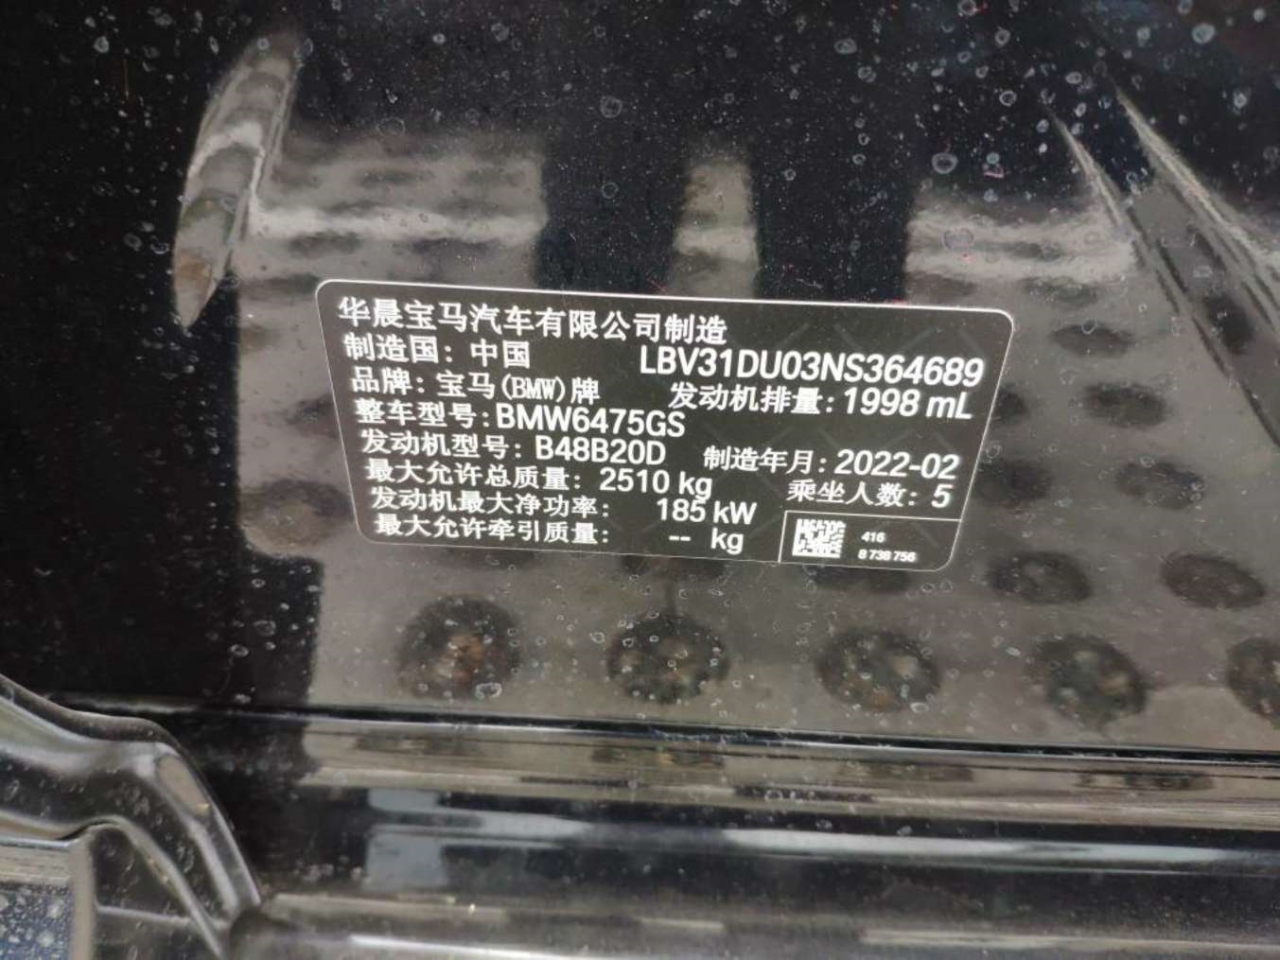 华晨宝马汽车有限公司制造
制造国：中国 LBV31DU03NS364689
品牌：宝马(BMW)牌 发动机排量：1998 mL
整车型号：BMW6475GS
发动机型号：B48B20D 制造年月：2022-02
最大允许总质量：2510 kg 乘坐人数：5
发动机最大净功率：185 kW
最大允许牵引质量：-- kg
416
8 738 756